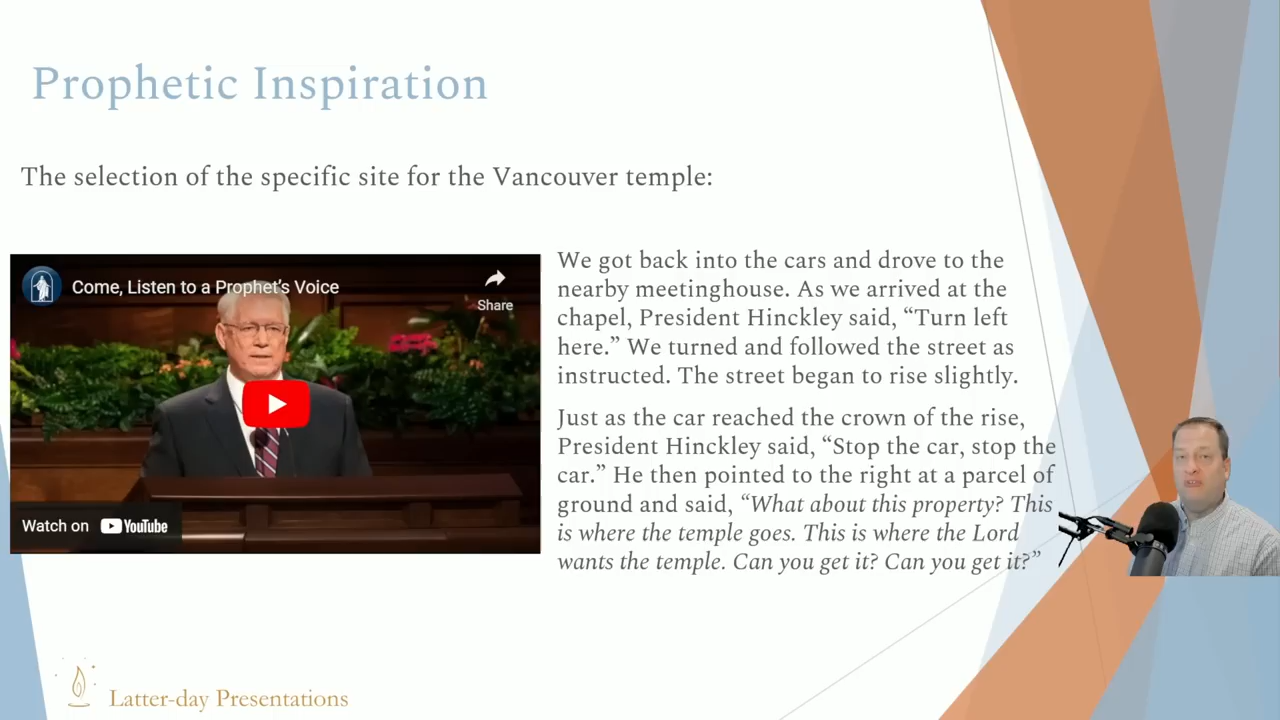 Prophetic Inspiration
The selection of the specific site for the Vancouver temple:
Come, Listen to a Prophet's Voice
Share
Watch on YouTube
We got back into the cars and drove to the
nearby meetinghouse. As we arrived at the
chapel, President Hinckley said, “Turn left
here.” We turned and followed the street as
instructed. The street began to rise slightly.
Just as the car reached the crown of the rise,
President Hinckley said, “Stop the car, stop the
car.” He then pointed to the right at a parcel of
ground and said, “What about this property? This
is where the temple goes. This is where the Lord
wants the temple. Can you get it? Can you get it?”
Latter-day Presentations